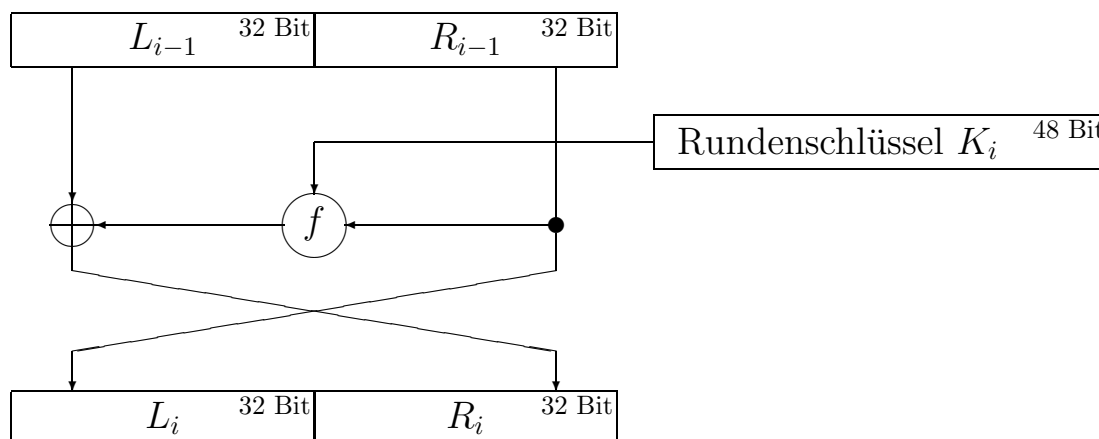 L_{i−1} 32 Bit R_{i−1} 32 Bit
Rundenschlüssel K_i 48 Bit
f
L_i 32 Bit R_i 32 Bit